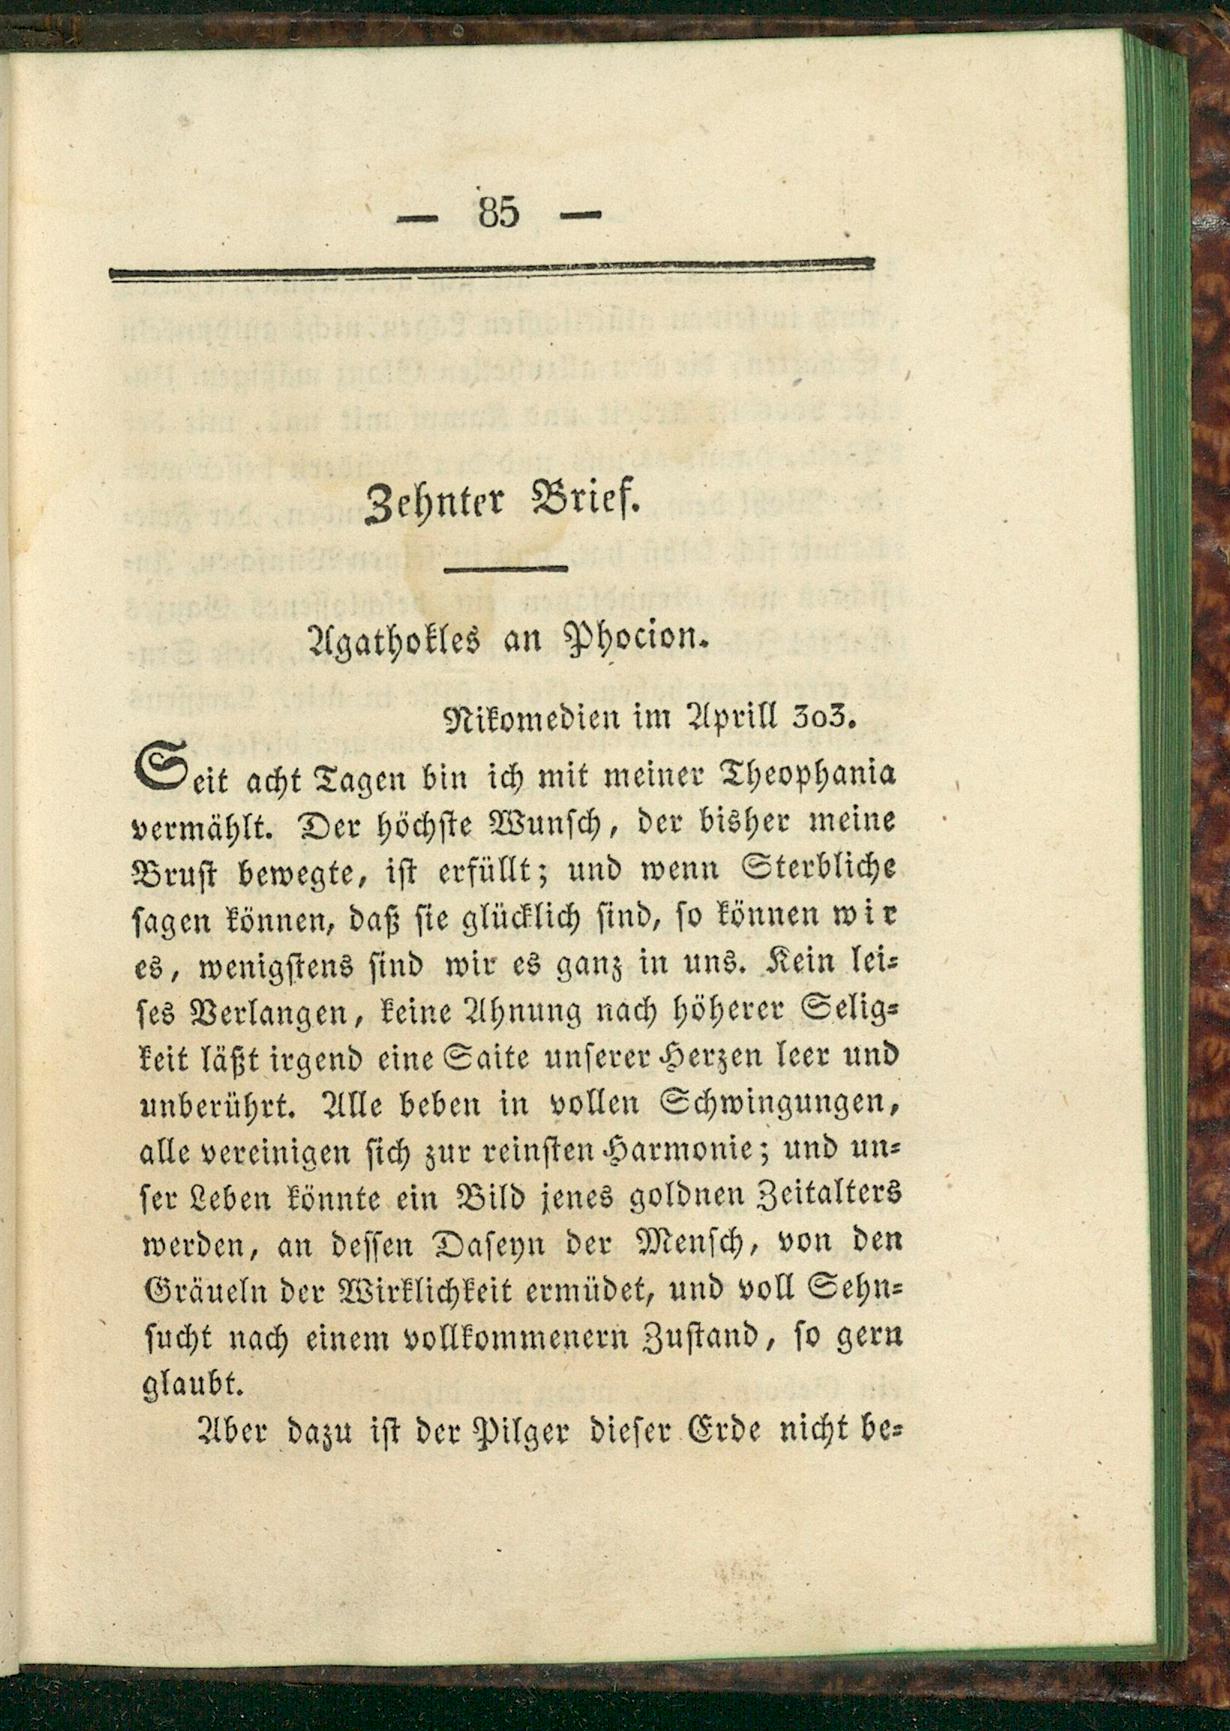 — 85 —
Zehnter Brief.
Agathokles an Phocion.
Nikomedien im Aprill 303.
Seit acht Tagen bin ich mit meiner Theophania
vermählt. Der höchste Wunsch, der bisher meine
Brust bewegte, ist erfüllt; und wenn Sterbliche
sagen können, daß sie glücklich sind, so können wir
es, wenigstens sind wir es ganz in uns. Kein lei-
ses Verlangen, keine Ahnung nach höherer Selig-
keit läßt irgend eine Saite unserer Herzen leer und
unberührt. Alle beben in vollen Schwingungen,
alle vereinigen sich zur reinsten Harmonie; und un-
ser Leben könnte ein Bild jenes goldnen Zeitalters
werden, an dessen Daseyn der Mensch, von den
Gräueln der Wirklichkeit ermüdet, und voll Sehn-
sucht nach einem vollkommenern Zustand, so gern
glaubt.
Aber dazu ist der Pilger dieser Erde nicht be-